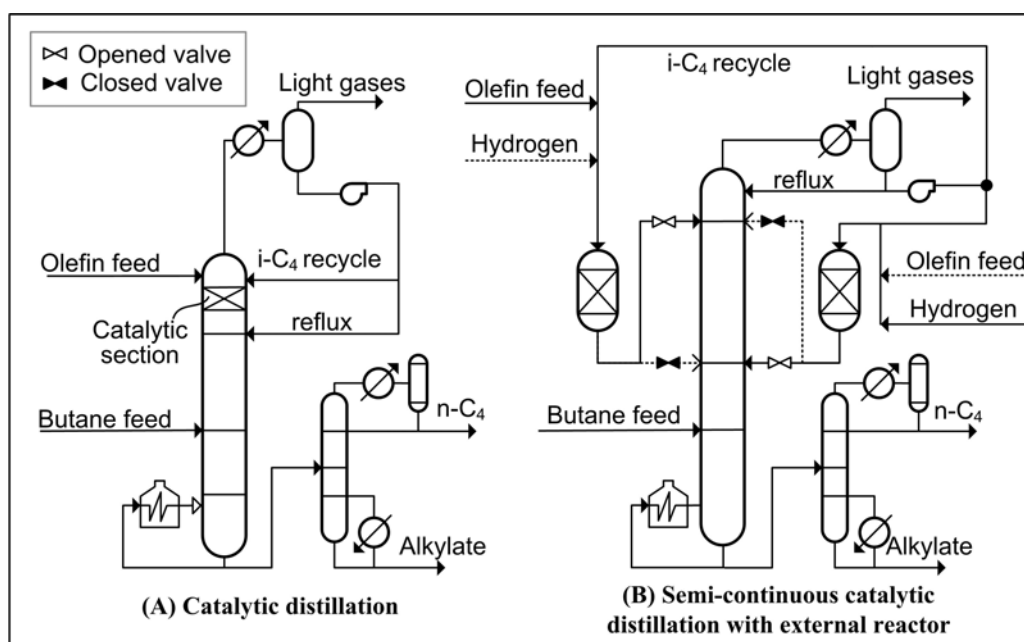 Opened valve
Closed valve
Light gases
Olefin feed
i-C₄ recycle
Catalytic
section
reflux
Butane feed
n-C₄
Alkylate
(A) Catalytic distillation
i-C₄ recycle
Olefin feed
Light gases
Hydrogen
reflux
Olefin feed
Hydrogen
Butane feed
n-C₄
Alkylate
(B) Semi-continuous catalytic
distillation with external reactor